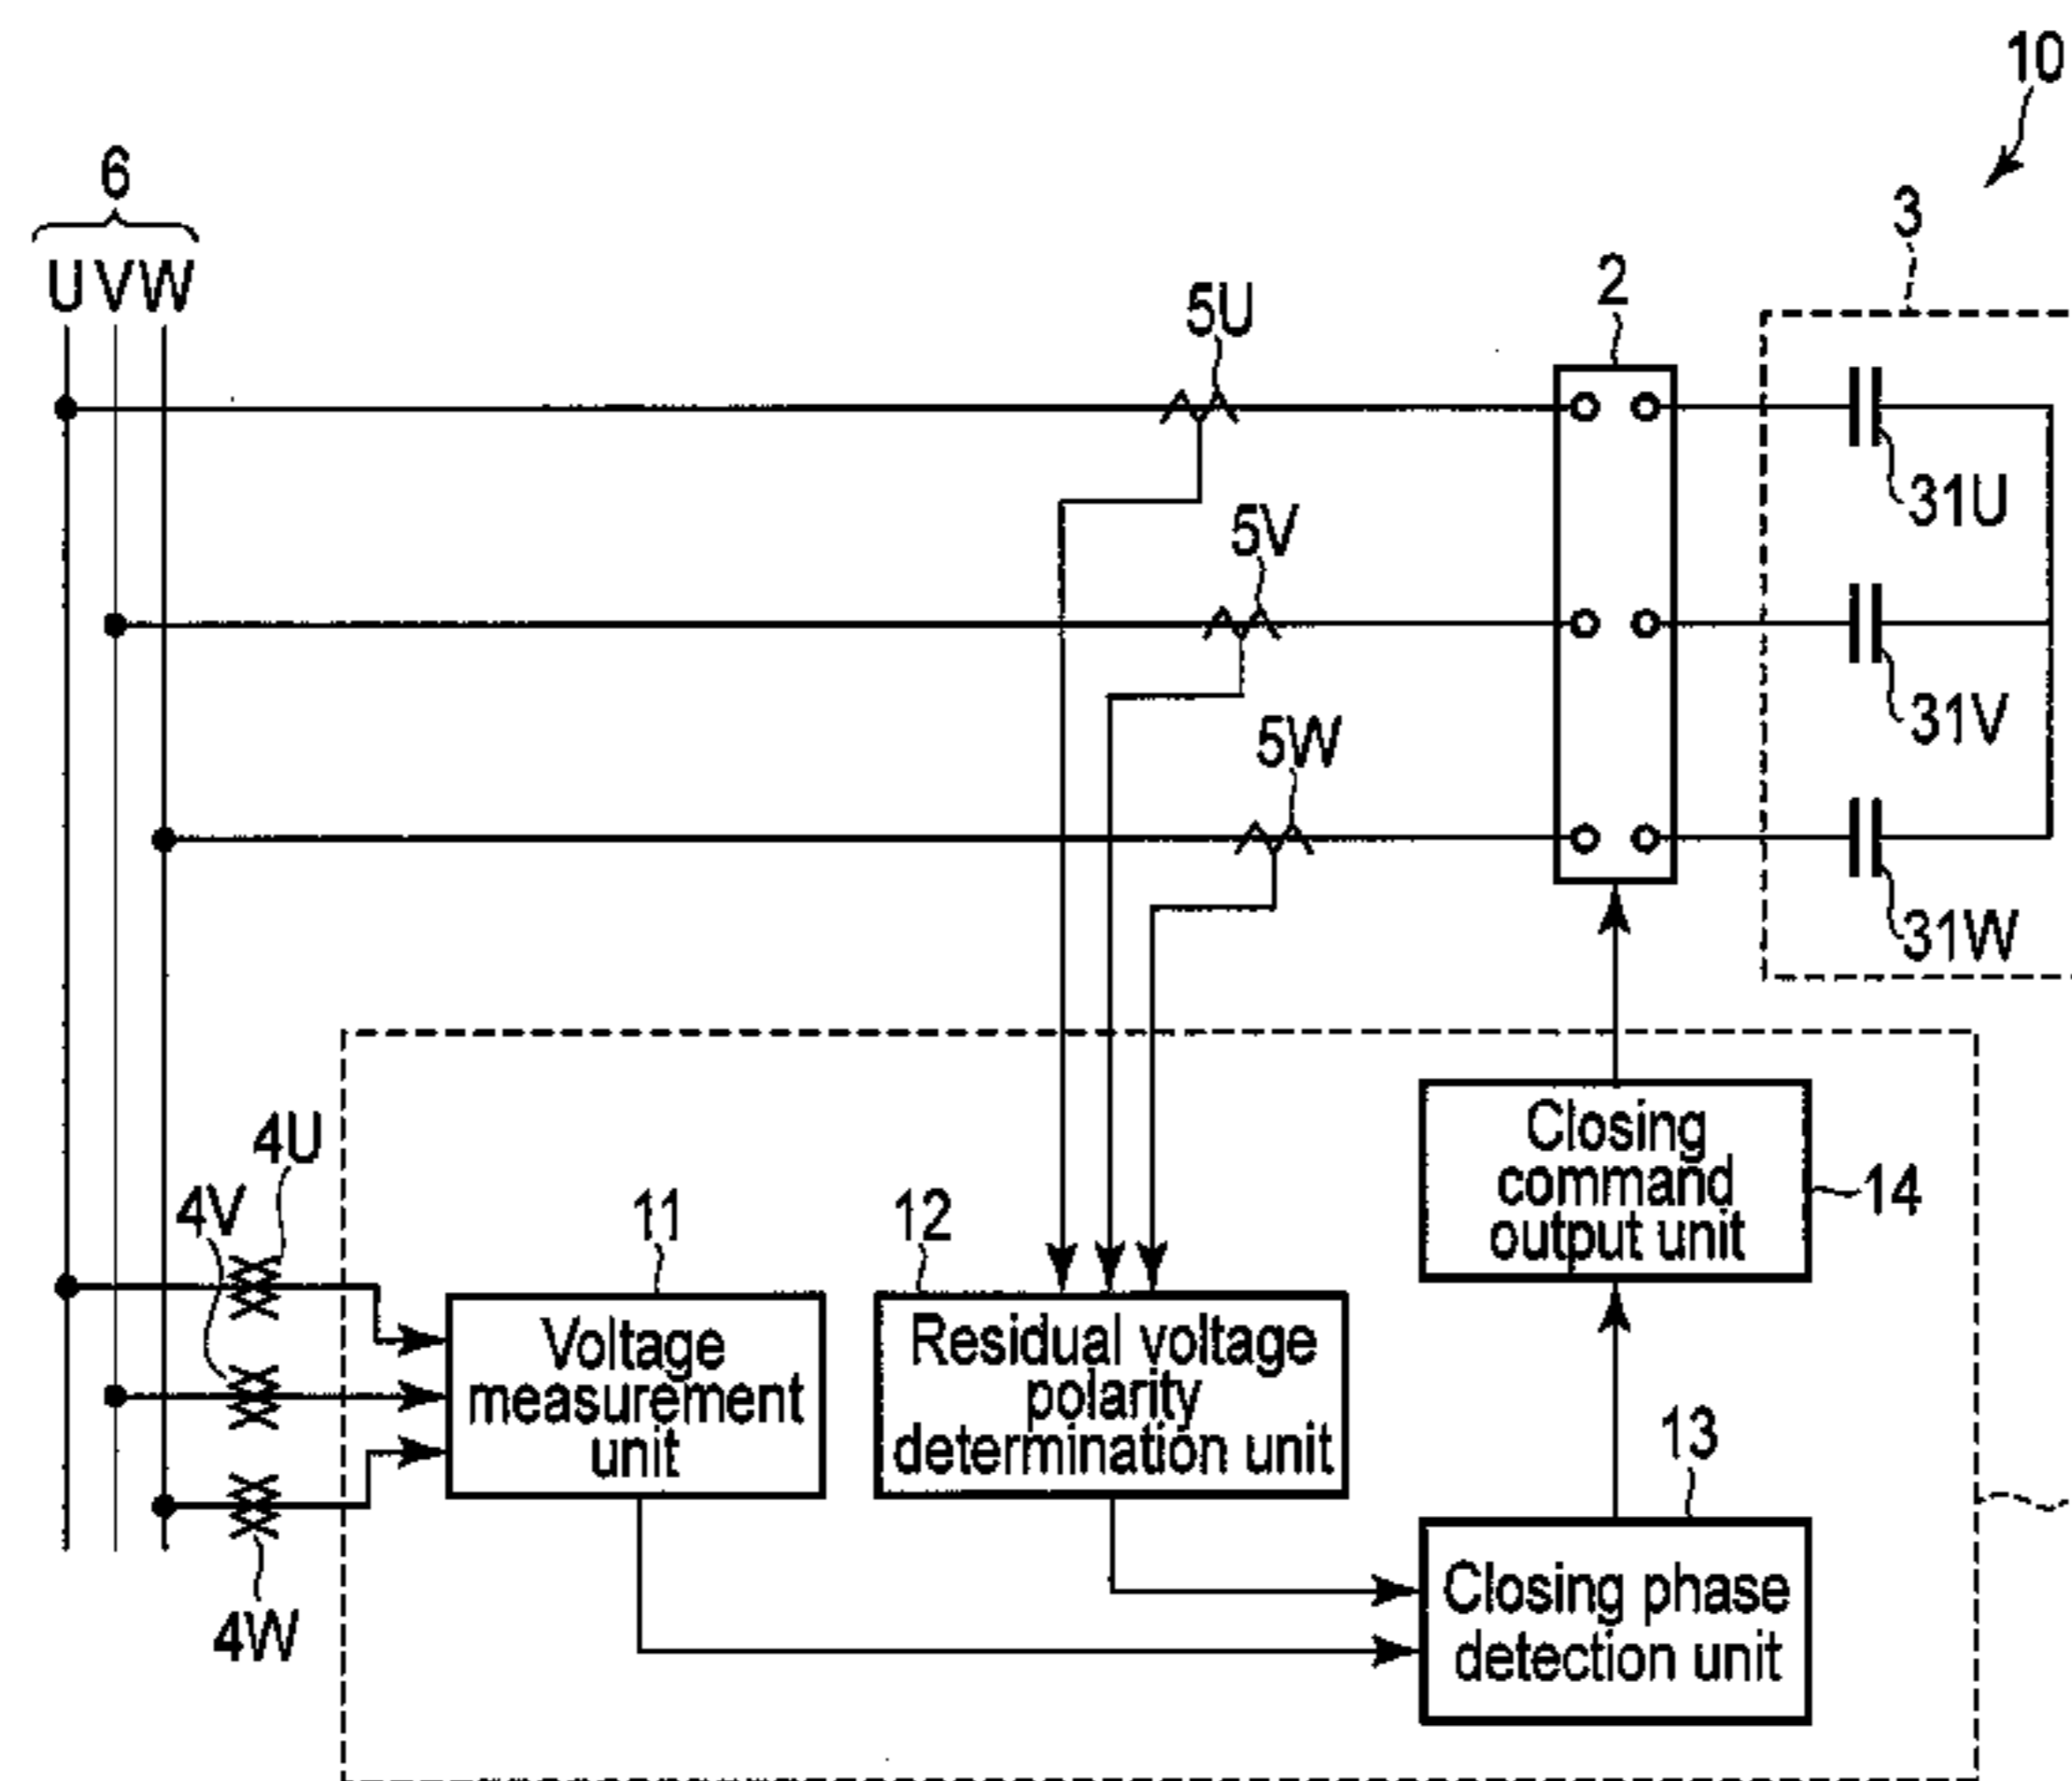 10
6
U V W
3
2
5U
31U
5V
31V
5W
31W
4U
4V
11
12
Closing
command
output unit
14
Voltage
measurement
unit
Residual voltage
polarity
determination unit
13
Closing phase
detection unit
4W